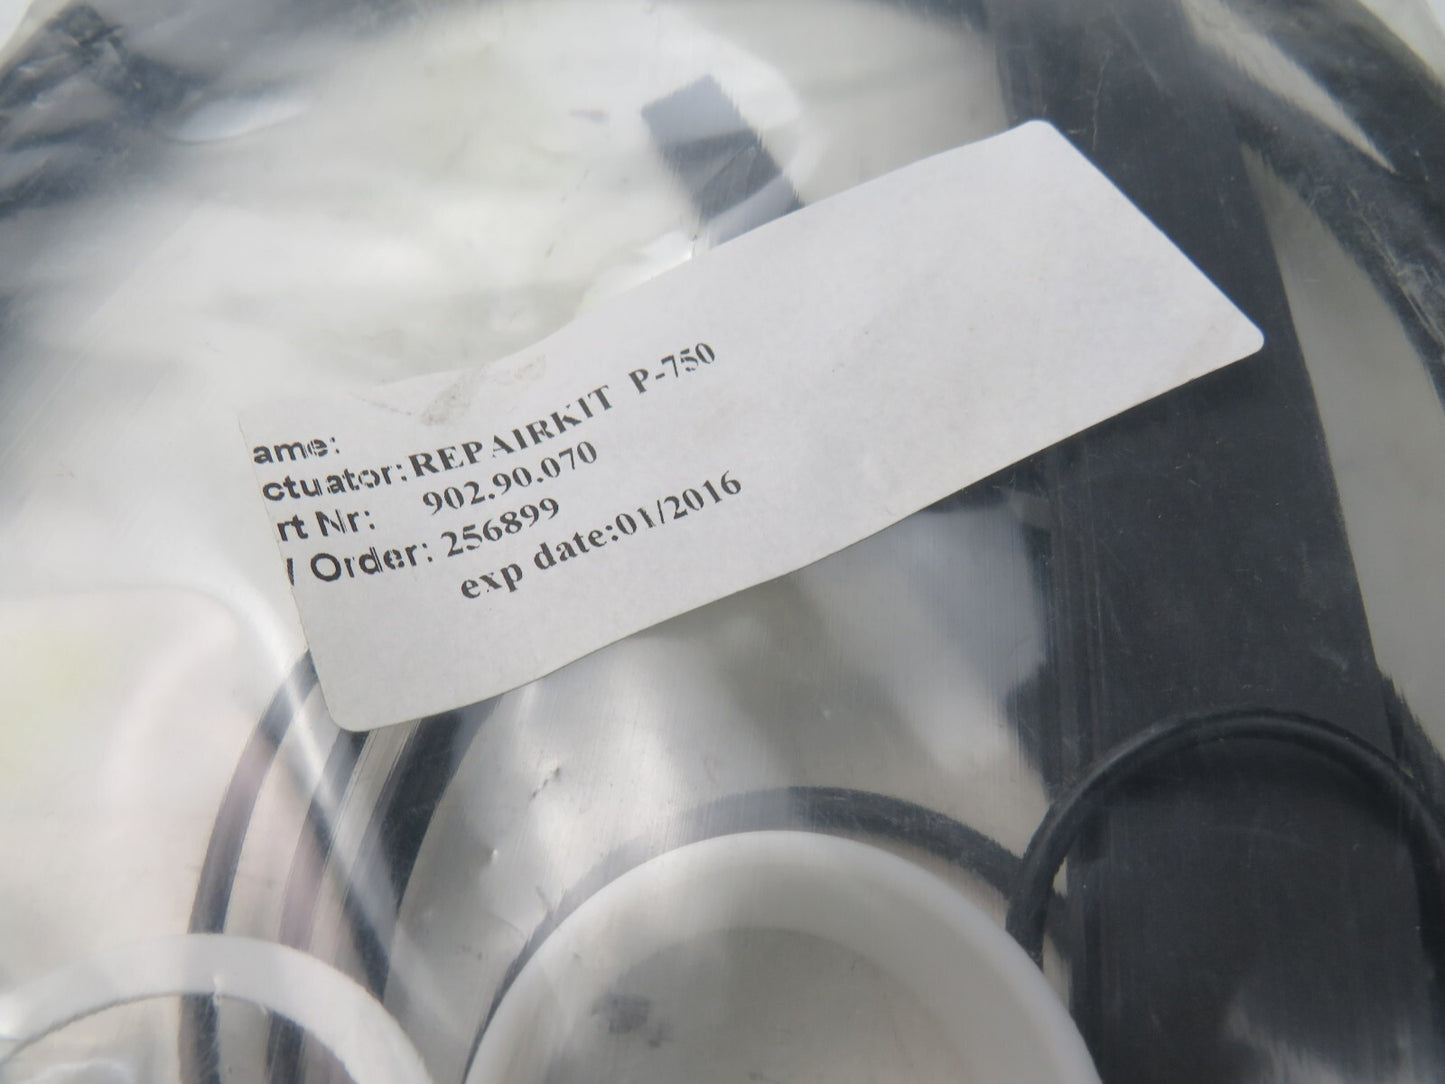 ame:
ctuator: REPAIRKIT P-750
rt Nr: 902.90.070
Order: 256899
exp date:01/2016